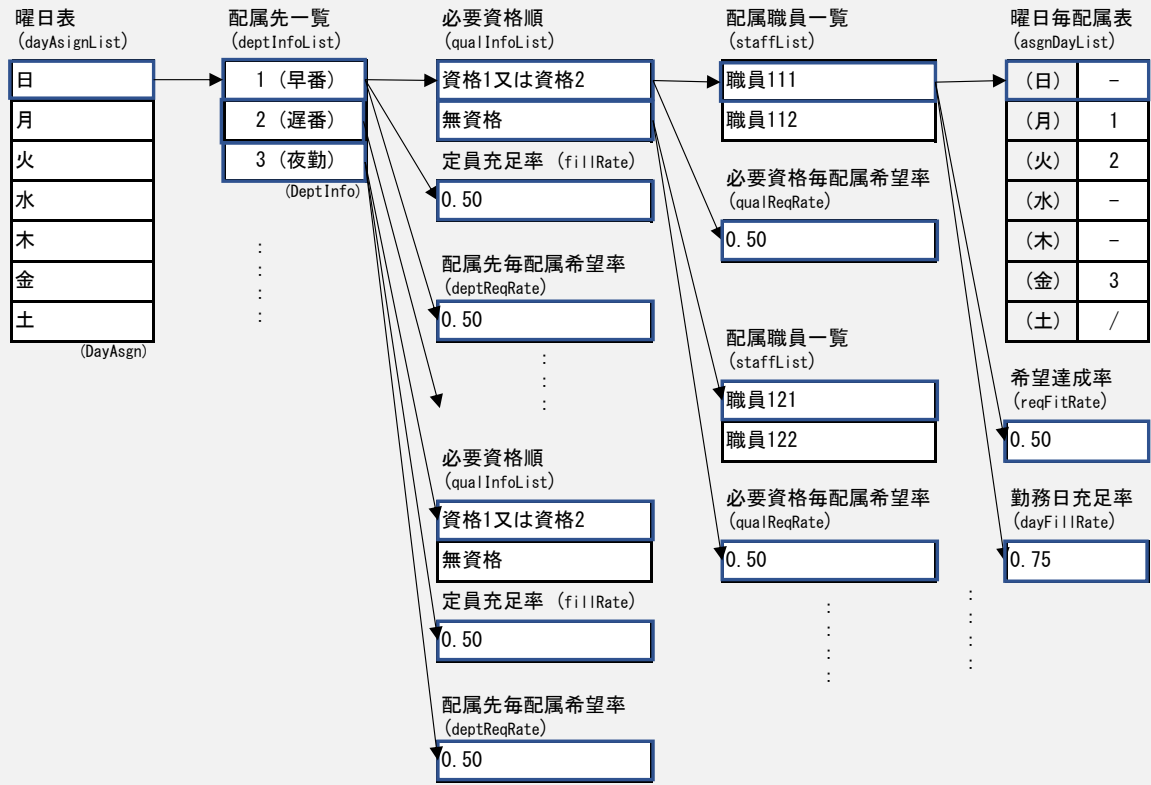 曜日表
(dayAsignList)
日
月
火
水
木
金
土
(DayAsgn)
配属先一覧
(deptInfoList)
1 (早番)
2 (遅番)
3 (夜勤)
(DeptInfo)
必要資格順
(qualInfoList)
資格1又は資格2
無資格
定員充足率 (fillRate)
0.50
配属先毎配属希望率
(deptReqRate)
0.50
必要資格順
(qualInfoList)
資格1又は資格2
無資格
定員充足率 (fillRate)
0.50
配属先毎配属希望率
(deptReqRate)
0.50
配属職員一覧
(staffList)
職員111
職員112
必要資格毎配属希望率
(qualReqRate)
0.50
配属職員一覧
(staffList)
職員121
職員122
必要資格毎配属希望率
(qualReqRate)
0.50
曜日毎配属表
(asgnDayList)
(日) −
(月) 1
(火) 2
(水) −
(木) −
(金) 3
(土) /
希望達成率
(reqFitRate)
0.50
勤務日充足率
(dayFillRate)
0.75